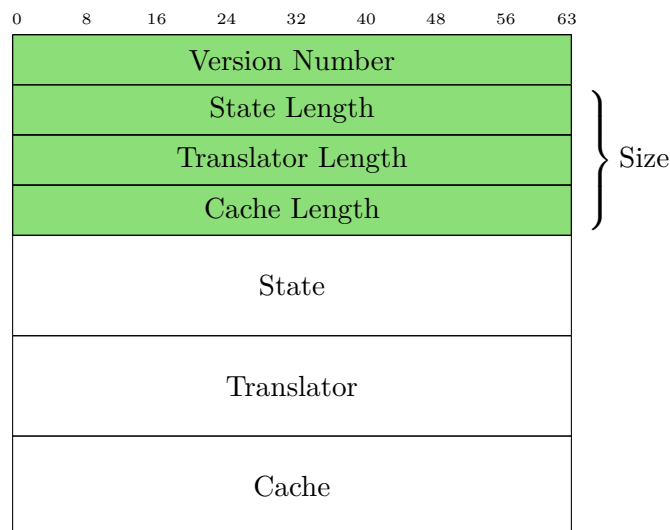 0 8 16 24 32 40 48 56 63
Version Number
State Length
Translator Length
Size
Cache Length
State
Translator
Cache